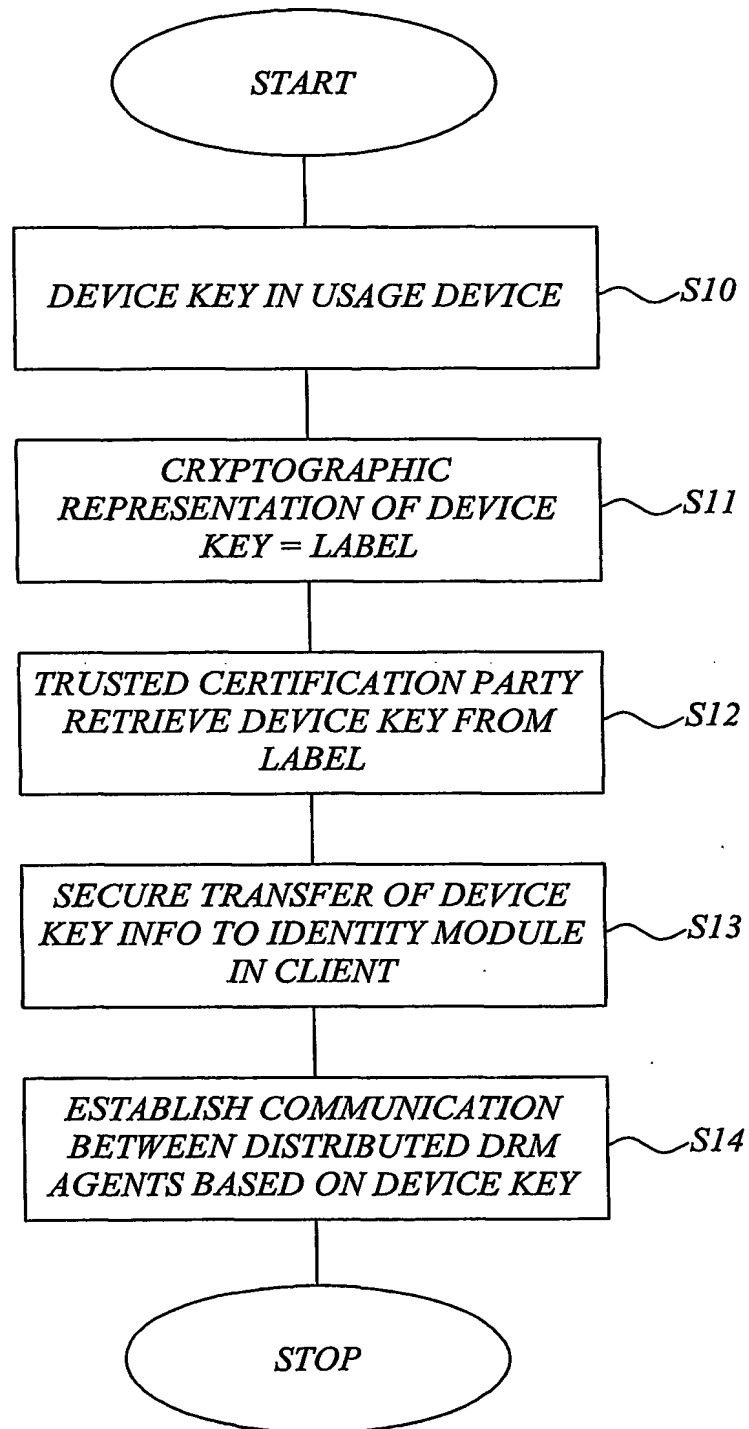 START
DEVICE KEY IN USAGE DEVICE
S10
CRYPTOGRAPHIC
REPRESENTATION OF DEVICE
KEY = LABEL
S11
TRUSTED CERTIFICATION PARTY
RETRIEVE DEVICE KEY FROM
LABEL
S12
SECURE TRANSFER OF DEVICE
KEY INFO TO IDENTITY MODULE
IN CLIENT
S13
ESTABLISH COMMUNICATION
BETWEEN DISTRIBUTED DRM
AGENTS BASED ON DEVICE KEY
S14
STOP